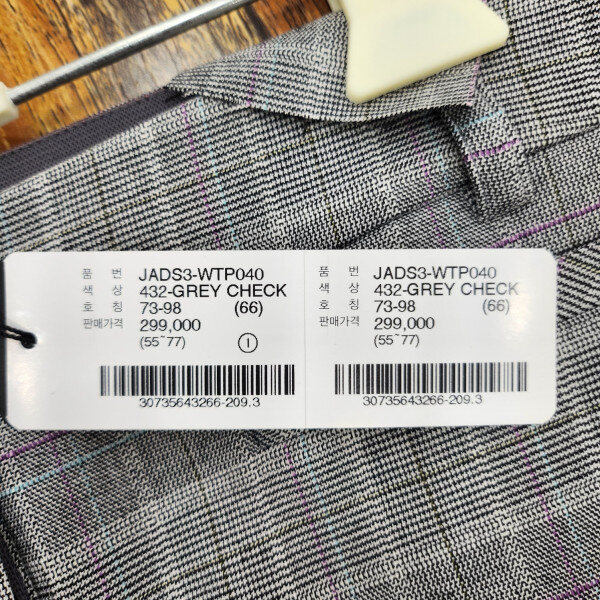 품 번 JADS3-WTP040
색 상 432-GREY CHECK
호 칭 73-98 (66)
판매가격 299,000
(55~77) I
30735643266-209.3
품 번 JADS3-WTP040
색 상 432-GREY CHECK
호 칭 73-98 (66)
판매가격 299,000
(55~77)
30735643266-209.3